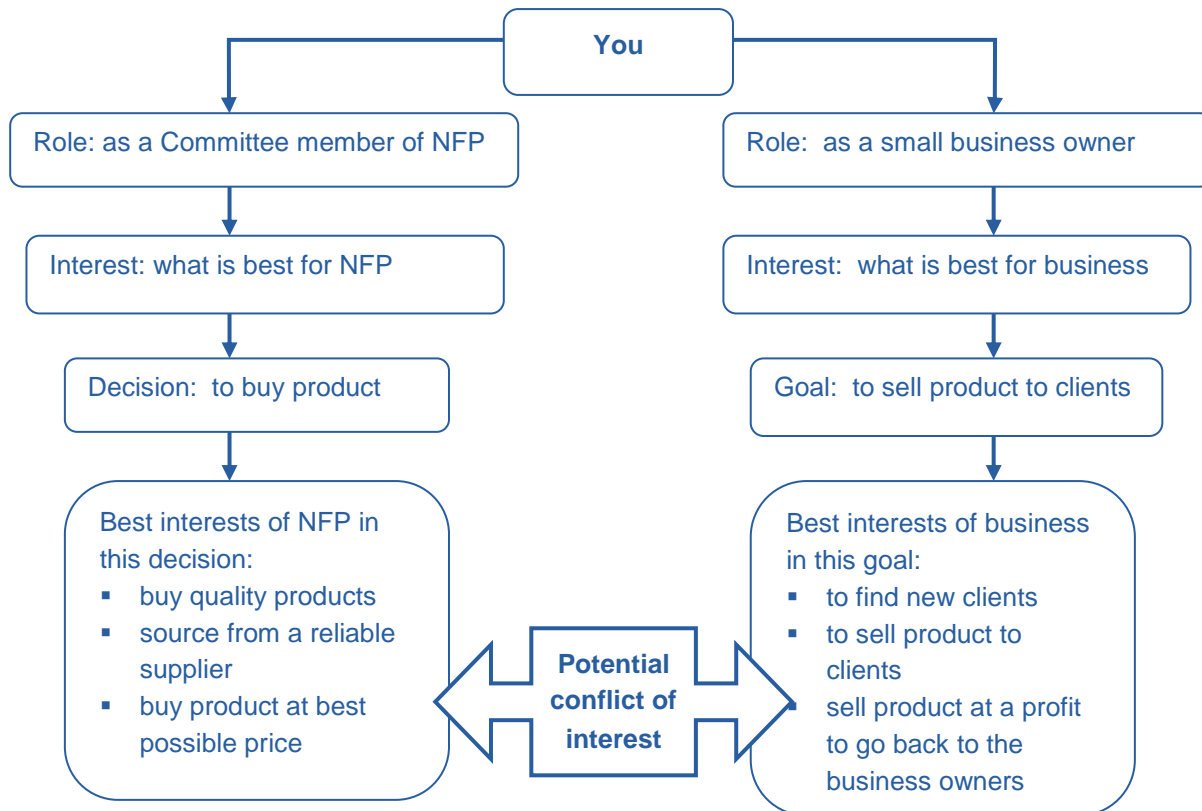 You
Role: as a Committee member of NFP
Role:  as a small business owner
Interest: what is best for NFP
Interest:  what is best for business
Decision:  to buy product
Goal:  to sell product to clients
Best interests of NFP in
this decision:
▪ buy quality products
▪ source from a reliable
supplier
▪ buy product at best
possible price
Potential
conflict of
interest
Best interests of business
in this goal:
▪ to find new clients
▪ to sell product to
clients
▪ sell product at a profit
to go back to the
business owners